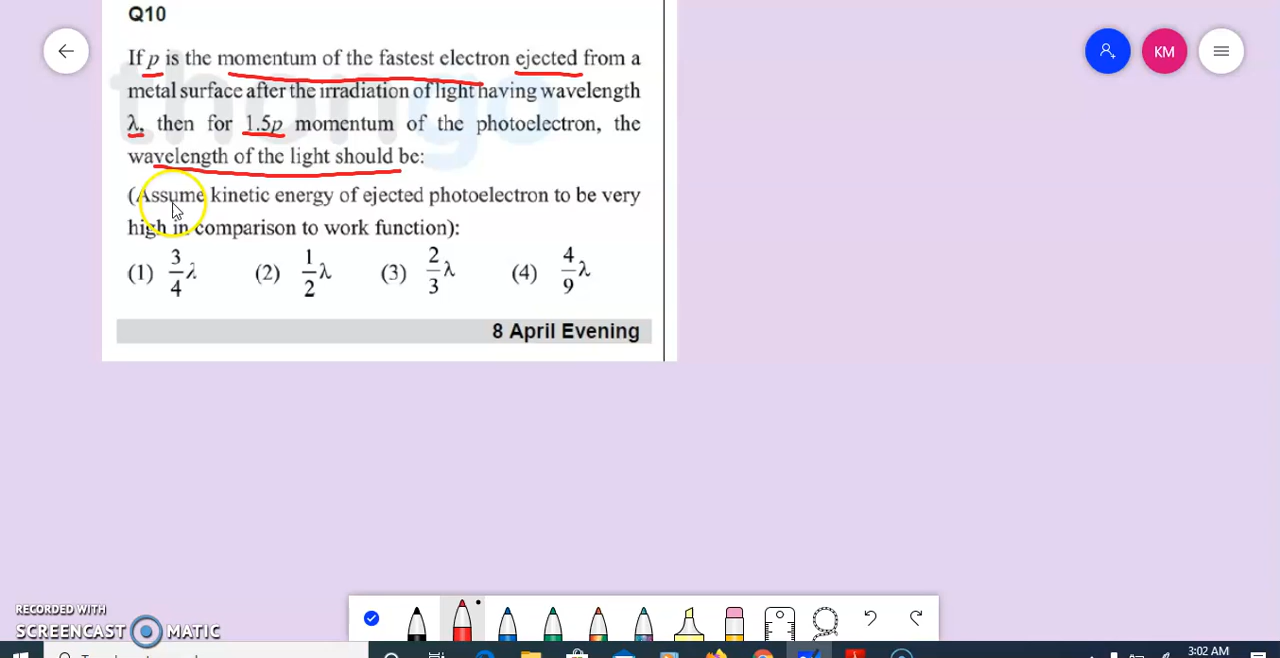 Q10
If p is the momentum of the fastest electron ejected from a
metal surface after the irradiation of light having wavelength
λ, then for 1.5p momentum of the photoelectron, the
wavelength of the light should be:
(Assume kinetic energy of ejected photoelectron to be very
high in comparison to work function):
(1) 3/4 λ (2) 1/2 λ (3) 2/3 λ (4) 4/9 λ
8 April Evening
KM
RECORDED WITH
SCREENCAST MATIC
3:02 AM